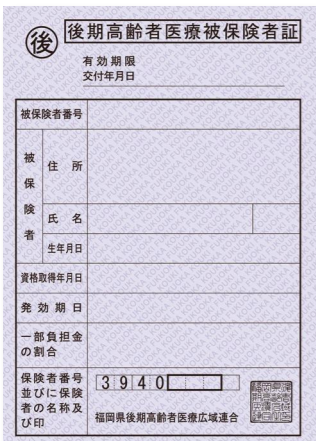 後
後期高齢者医療被保険者証
有効期限
交付年月日
被保険者番号
被保険者
住所
氏名
生年月日
資格取得年月日
発効期日
一部負担金
の割合
保険者番号
並びに保険
者の名称及
び印
3940
福岡県後期高齢者医療広域連合